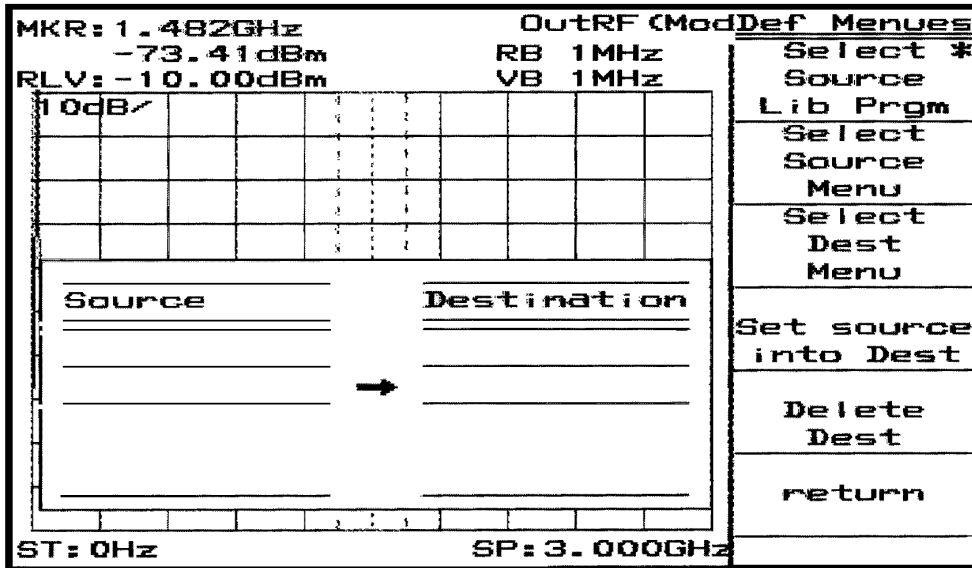 MKR:1.482GHz
-73.41dBm
RLV:-10.00dBm
OutRF(Mod
RB 1MHz
VB 1MHz
10dB/
Source
Destination
ST:0Hz
SP:3.000GHz
Def Menues
Select *
Source
Lib Prgm
Select
Source
Menu
Select
Dest
Menu
Set source
into Dest
Delete
Dest
return